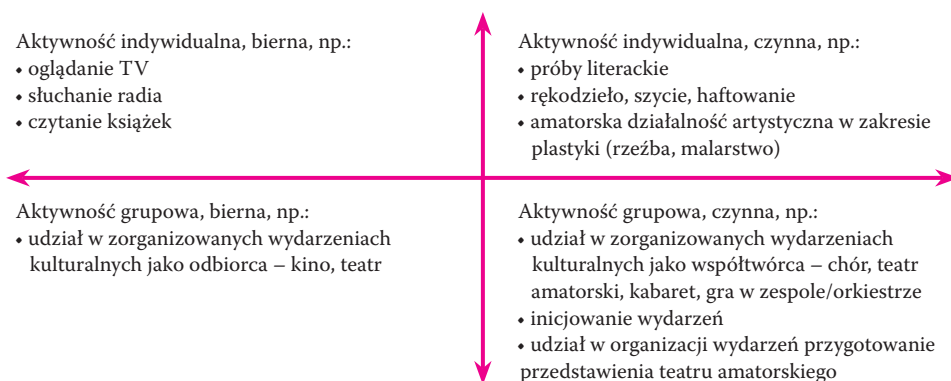 Aktywność indywidualna, bierna, np.:
• oglądanie TV
• słuchanie radia
• czytanie książek
Aktywność indywidualna, czynna, np.:
• próby literackie
• rękodzieło, szycie, haftowanie
• amatorska działalność artystyczna w zakresie
plastyki (rzeźba, malarstwo)
Aktywność grupowa, bierna, np.:
• udział w zorganizowanych wydarzeniach
kulturalnych jako odbiorca – kino, teatr
Aktywność grupowa, czynna, np.:
• udział w zorganizowanych wydarzeniach
kulturalnych jako współtwórca – chór, teatr
amatorski, kabaret, gra w zespole/orkiestrze
• inicjowanie wydarzeń
• udział w organizacji wydarzeń przygotowanie
przedstawienia teatru amatorskiego